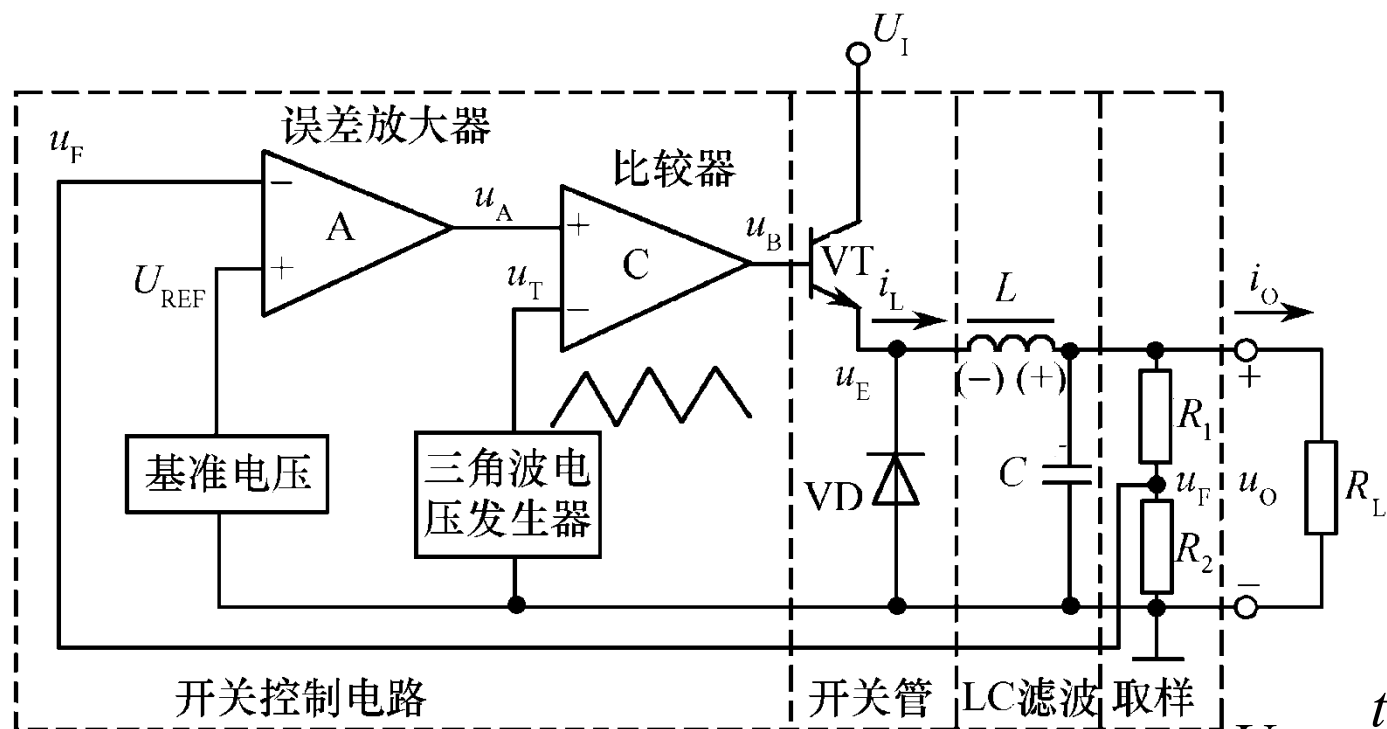 U_I
误差放大器
u_F
比较器
−
A
u_A
+
C
u_B
VT
+
U_REF
u_T
−
i_L
L
i_O
u_E
(−) (+)
+
R_1
基准电压
三角波电
压发生器
VD
C
u_F
u_O
R_L
R_2
−
开关控制电路
开关管
LC滤波
取样
t